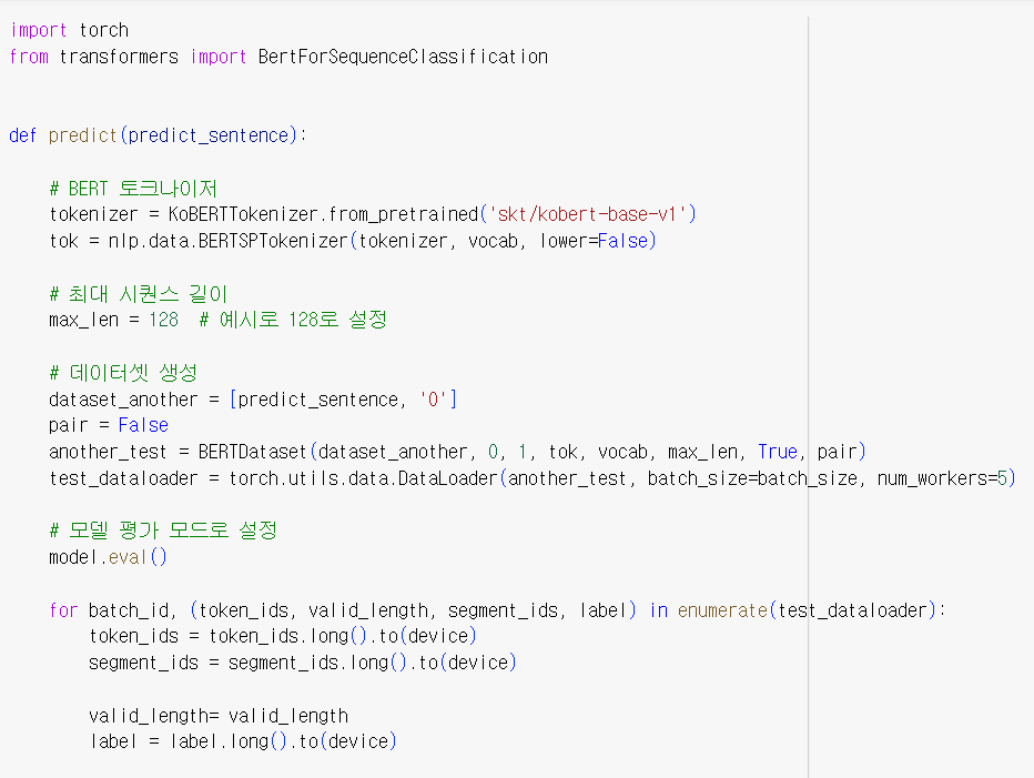 import torch
from transformers import BertForSequenceClassification
def predict(predict_sentence):
# BERT 토크나이저
tokenizer = KoBERTTokenizer.from_pretrained('skt/kobert-base-v1')
tok = nlp.data.BERTSPTokenizer(tokenizer, vocab, lower=False)
# 최대 시퀀스 길이
max_len = 128  # 예시로 128로 설정
# 데이터셋 생성
dataset_another = [predict_sentence, '0']
pair = False
another_test = BERTDataset(dataset_another, 0, 1, tok, vocab, max_len, True, pair)
test_dataloader = torch.utils.data.DataLoader(another_test, batch_size=batch_size, num_workers=5)
# 모델 평가 모드로 설정
model.eval()
for batch_id, (token_ids, valid_length, segment_ids, label) in enumerate(test_dataloader):
token_ids = token_ids.long().to(device)
segment_ids = segment_ids.long().to(device)
valid_length= valid_length
label = label.long().to(device)